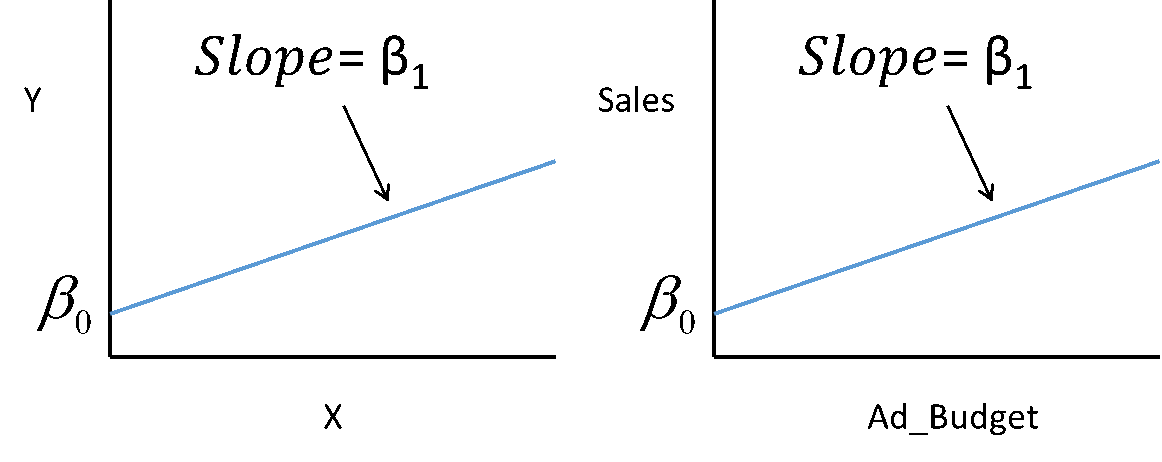 Slope= β₁
Y
β₀
X
Slope= β₁
Sales
β₀
Ad_Budget